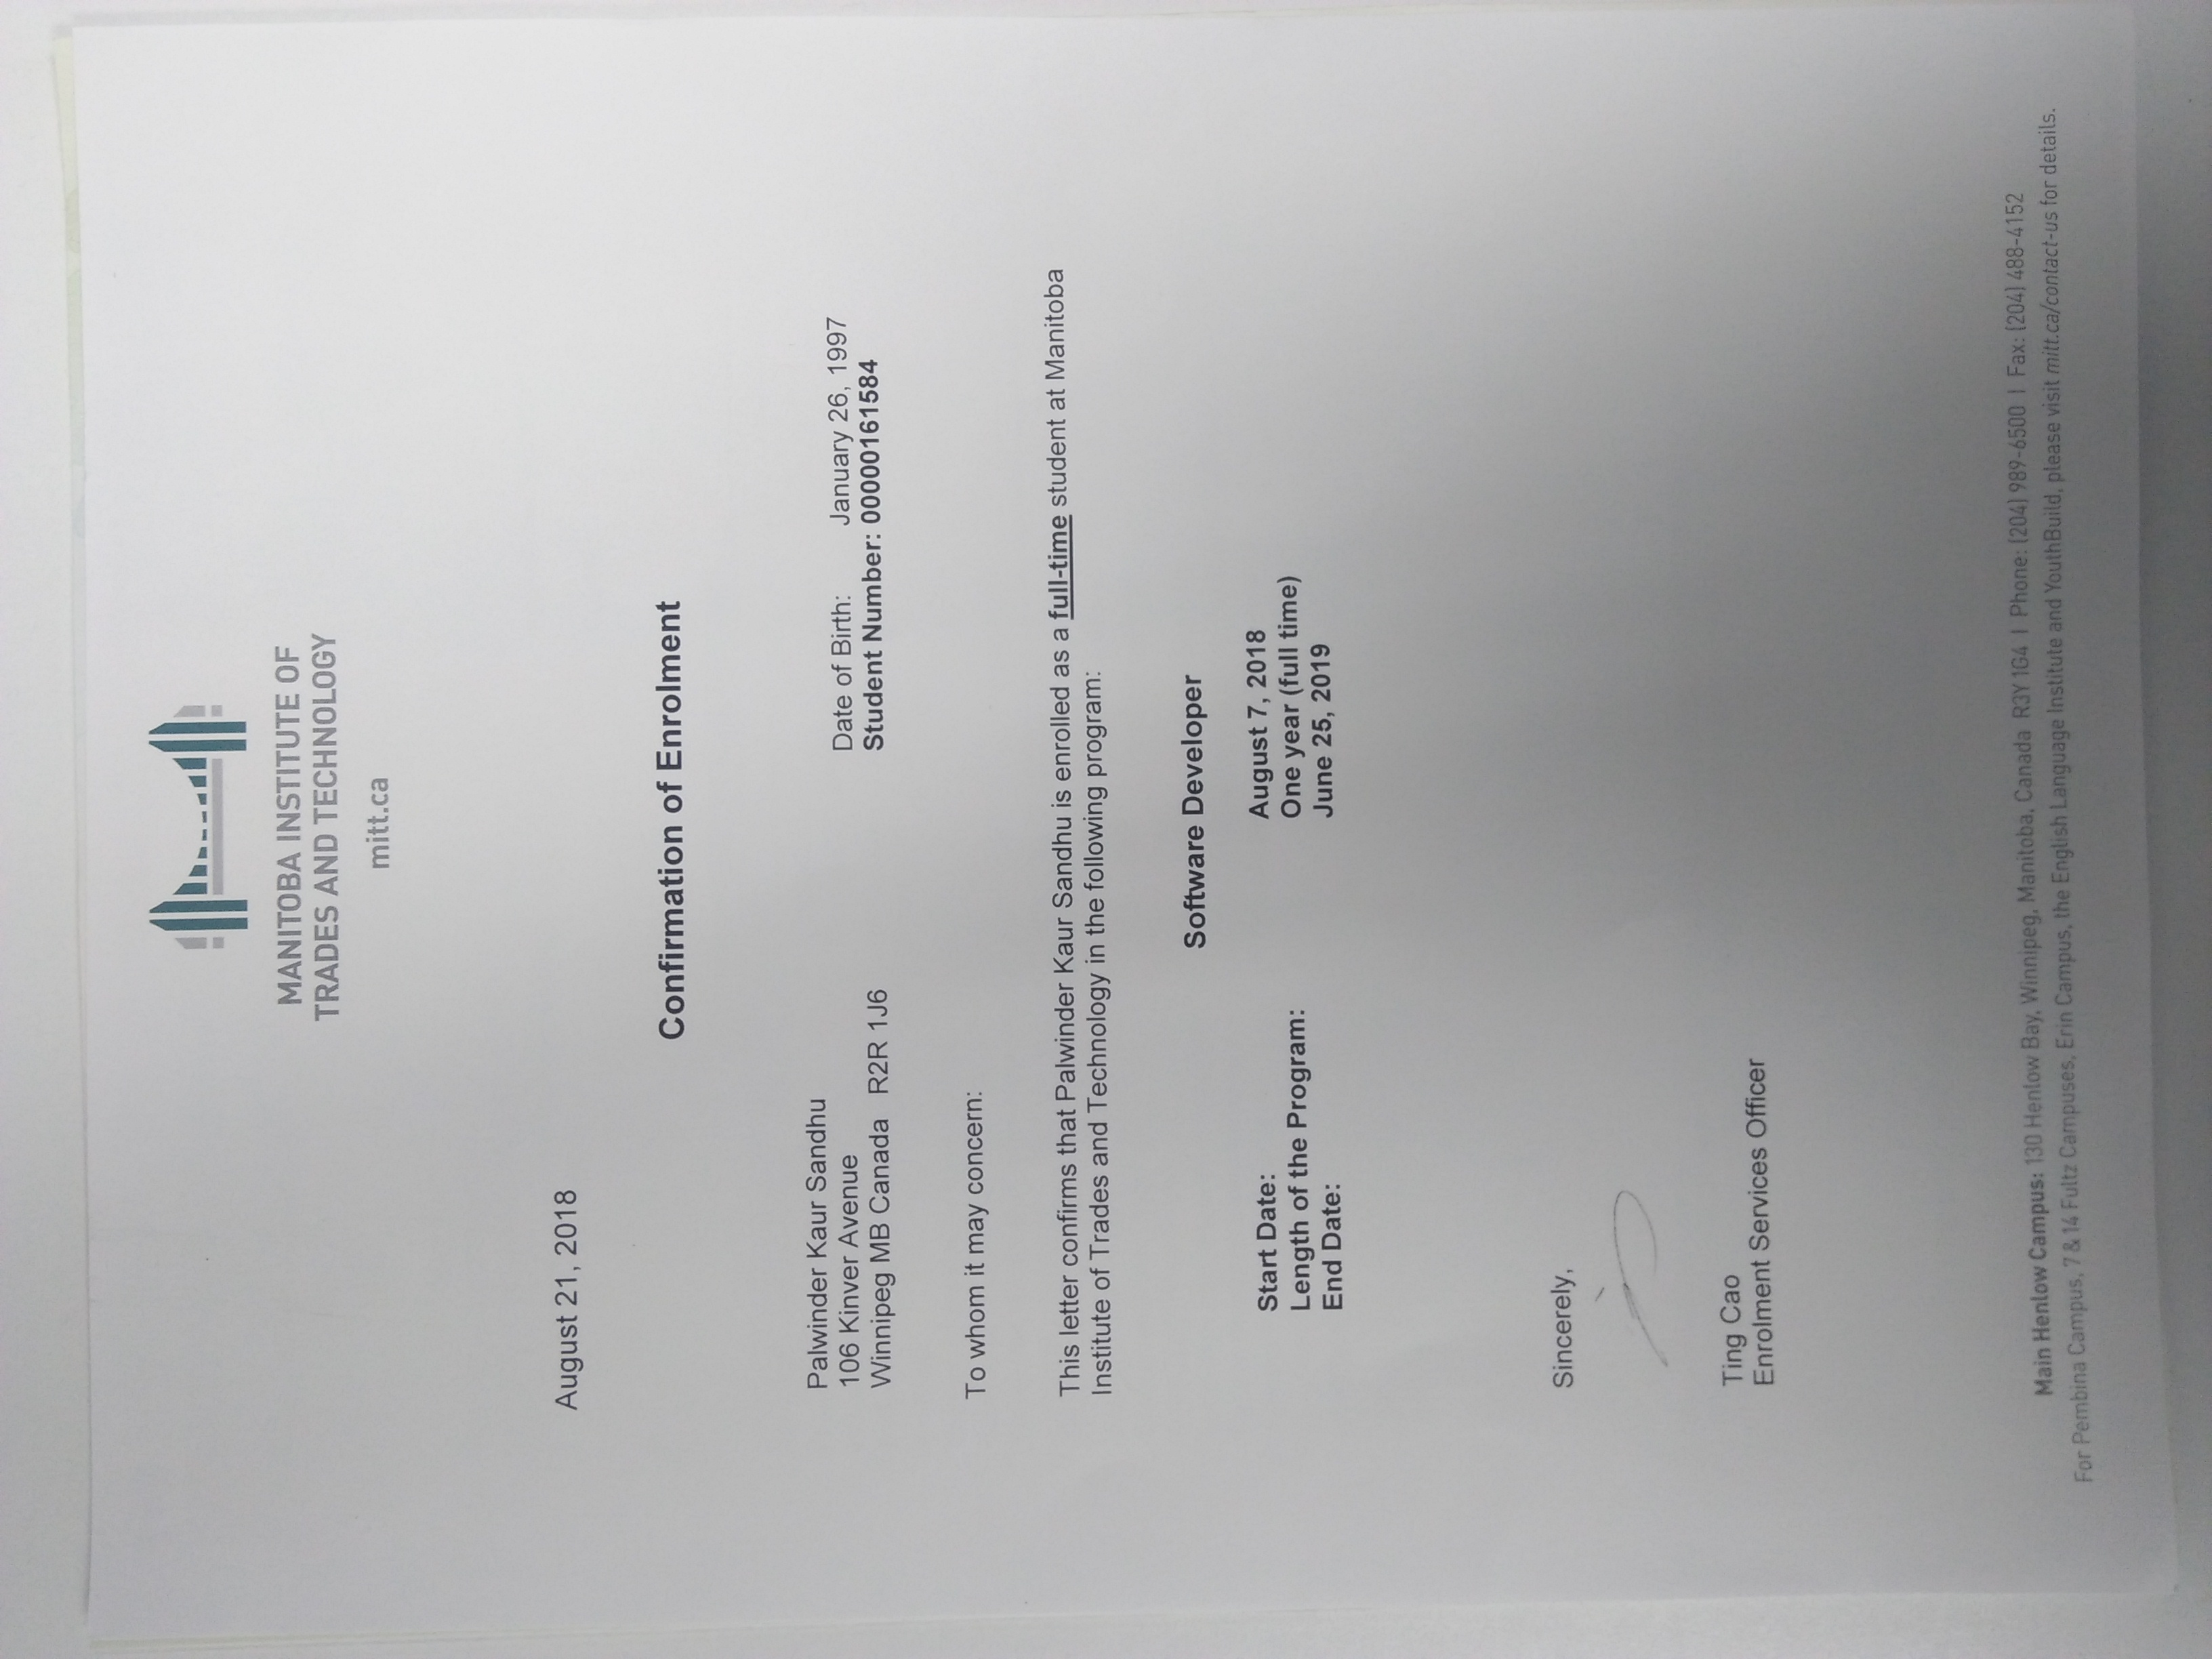 MANITOBA INSTITUTE OF
TRADES AND TECHNOLOGY
mitt.ca
August 21, 2018
Confirmation of Enrolment
Palwinder Kaur Sandhu
106 Kinver Avenue
Winnipeg MB Canada R2R 1J6
Date of Birth: January 26, 1997
Student Number: 00000161584
To whom it may concern:
This letter confirms that Palwinder Kaur Sandhu is enrolled as a full-time student at Manitoba
Institute of Trades and Technology in the following program:
Software Developer
Start Date: August 7, 2018
Length of the Program: One year (full time)
End Date: June 25, 2019
Sincerely,
Ting Cao
Enrolment Services Officer
Main Henlow Campus: 130 Henlow Bay, Winnipeg, Manitoba, Canada R3Y 1G4 | Phone: (204) 989-6500 | Fax: (204) 488-4152
For Pembina Campus, 7 & 14 Fultz Campuses, Erin Campus, the English Language Institute and YouthBuild, please visit mitt.ca/contact-us for details.